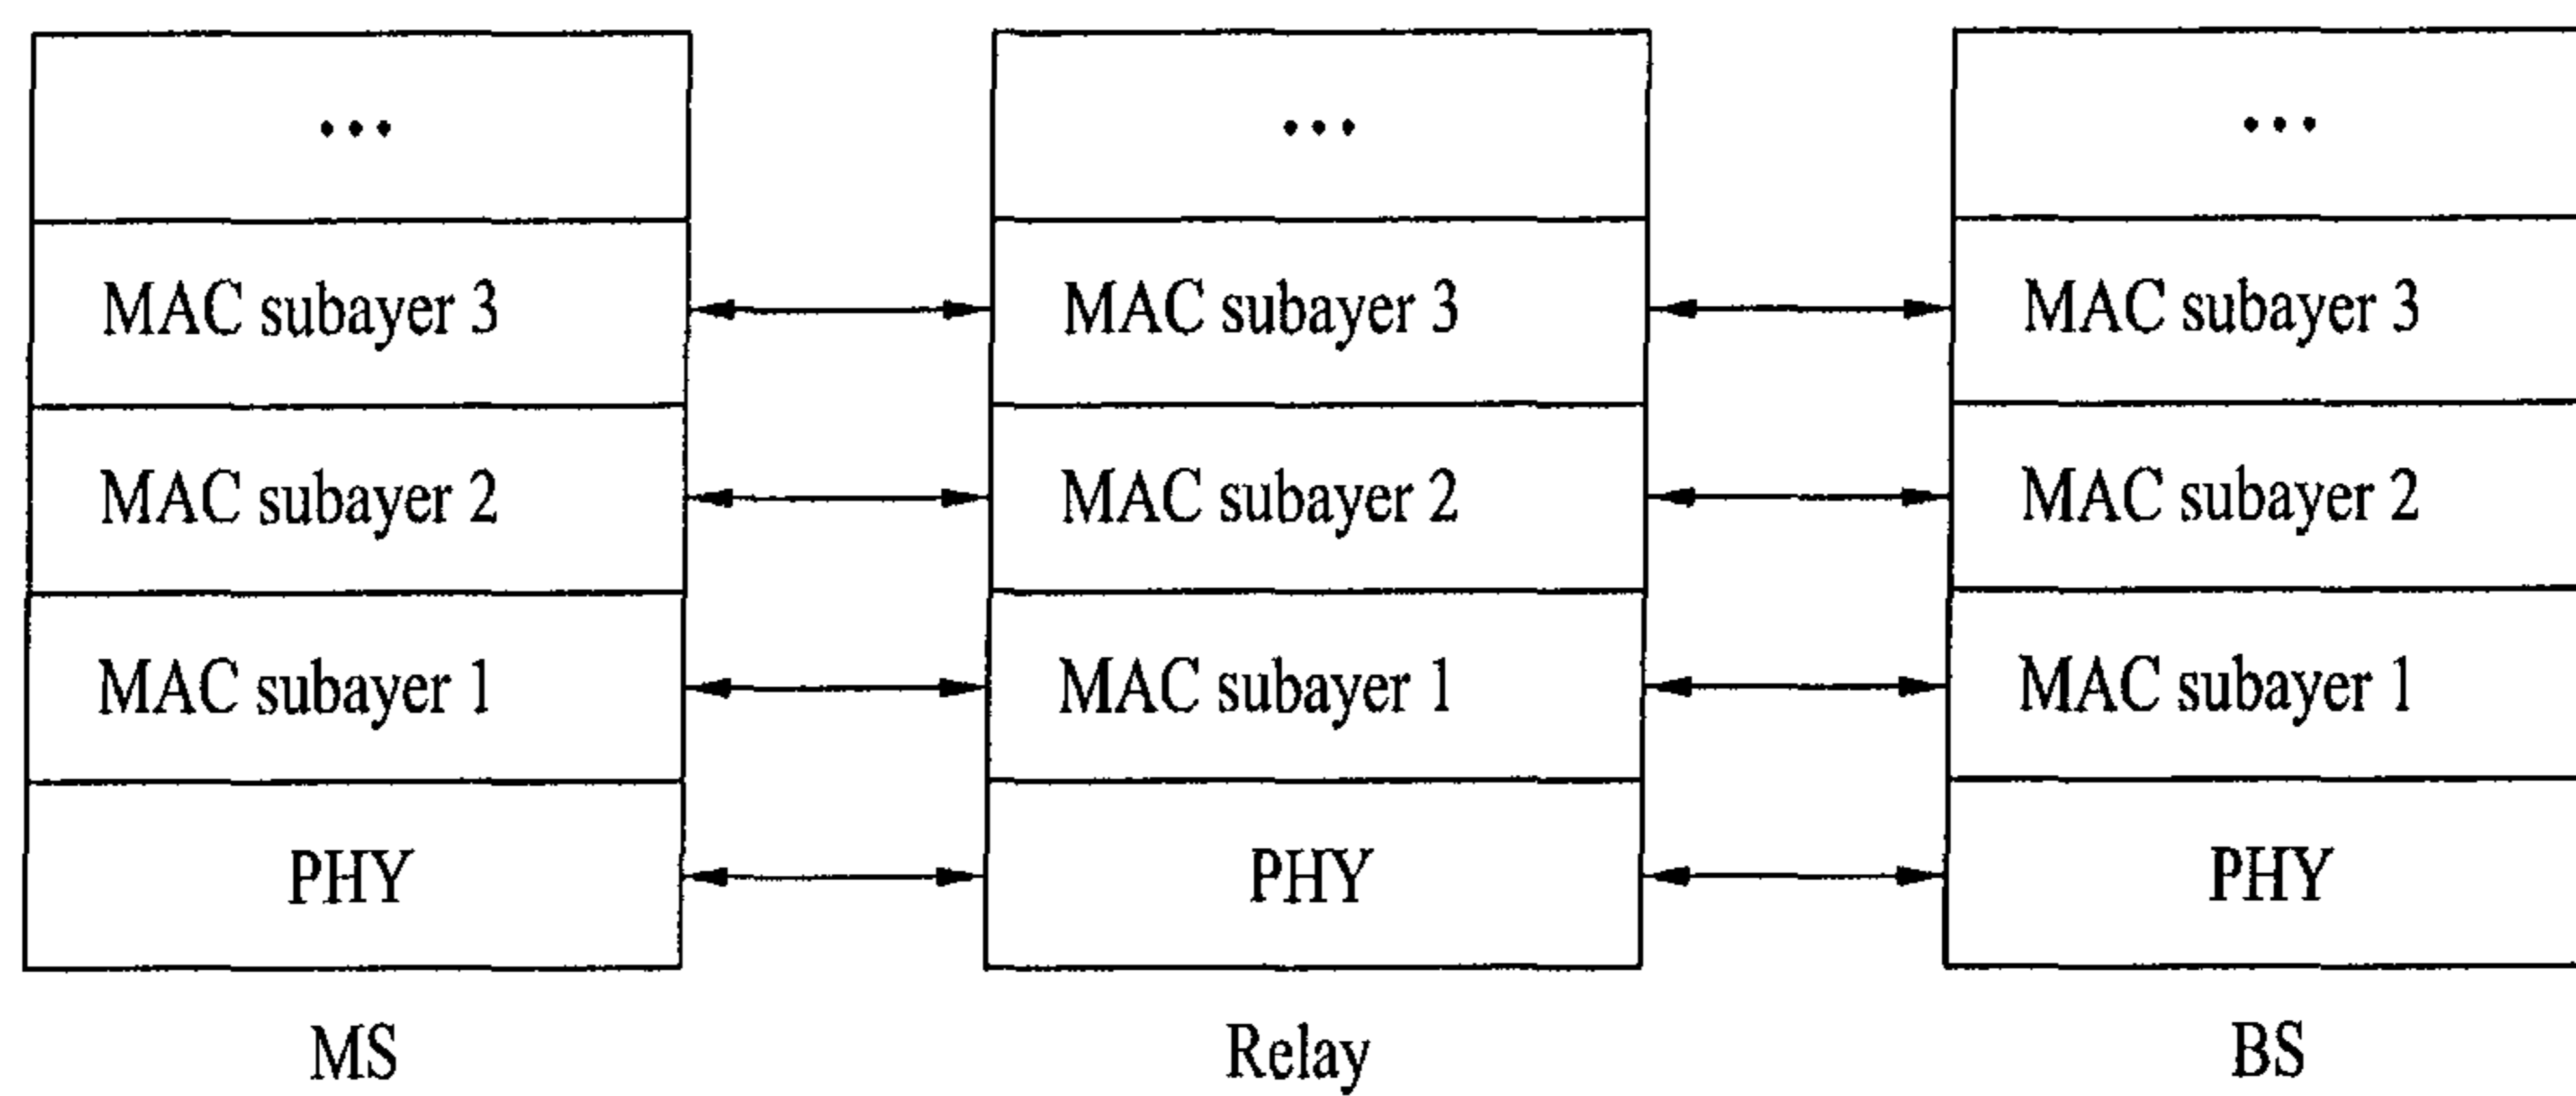 ... ... ...
MAC subayer 3 MAC subayer 3 MAC subayer 3
MAC subayer 2 MAC subayer 2 MAC subayer 2
MAC subayer 1 MAC subayer 1 MAC subayer 1
PHY PHY PHY
MS Relay BS